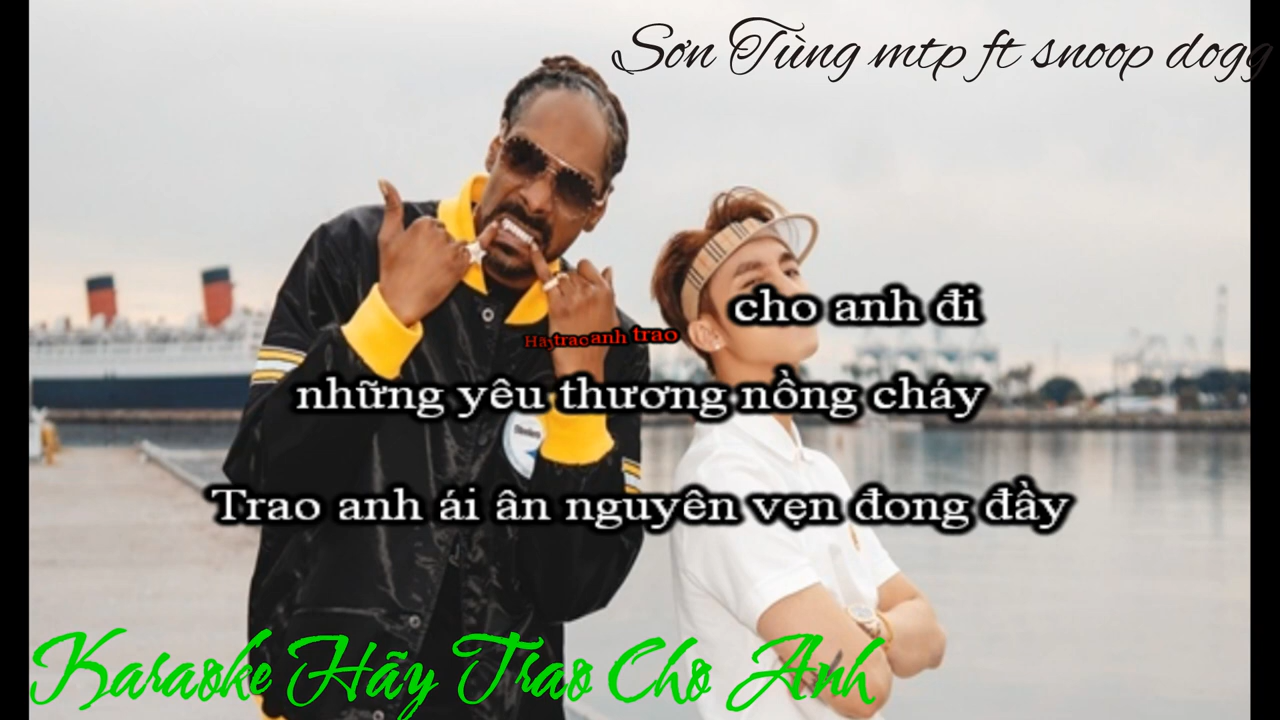 Sơn Tùng mtp ft snoop dogg
cho anh đi
Hãy trao anh trao
những yêu thương nồng cháy
Trao anh ái ân nguyên vẹn đong đầy
Karaoke Hãy Trao Cho Anh